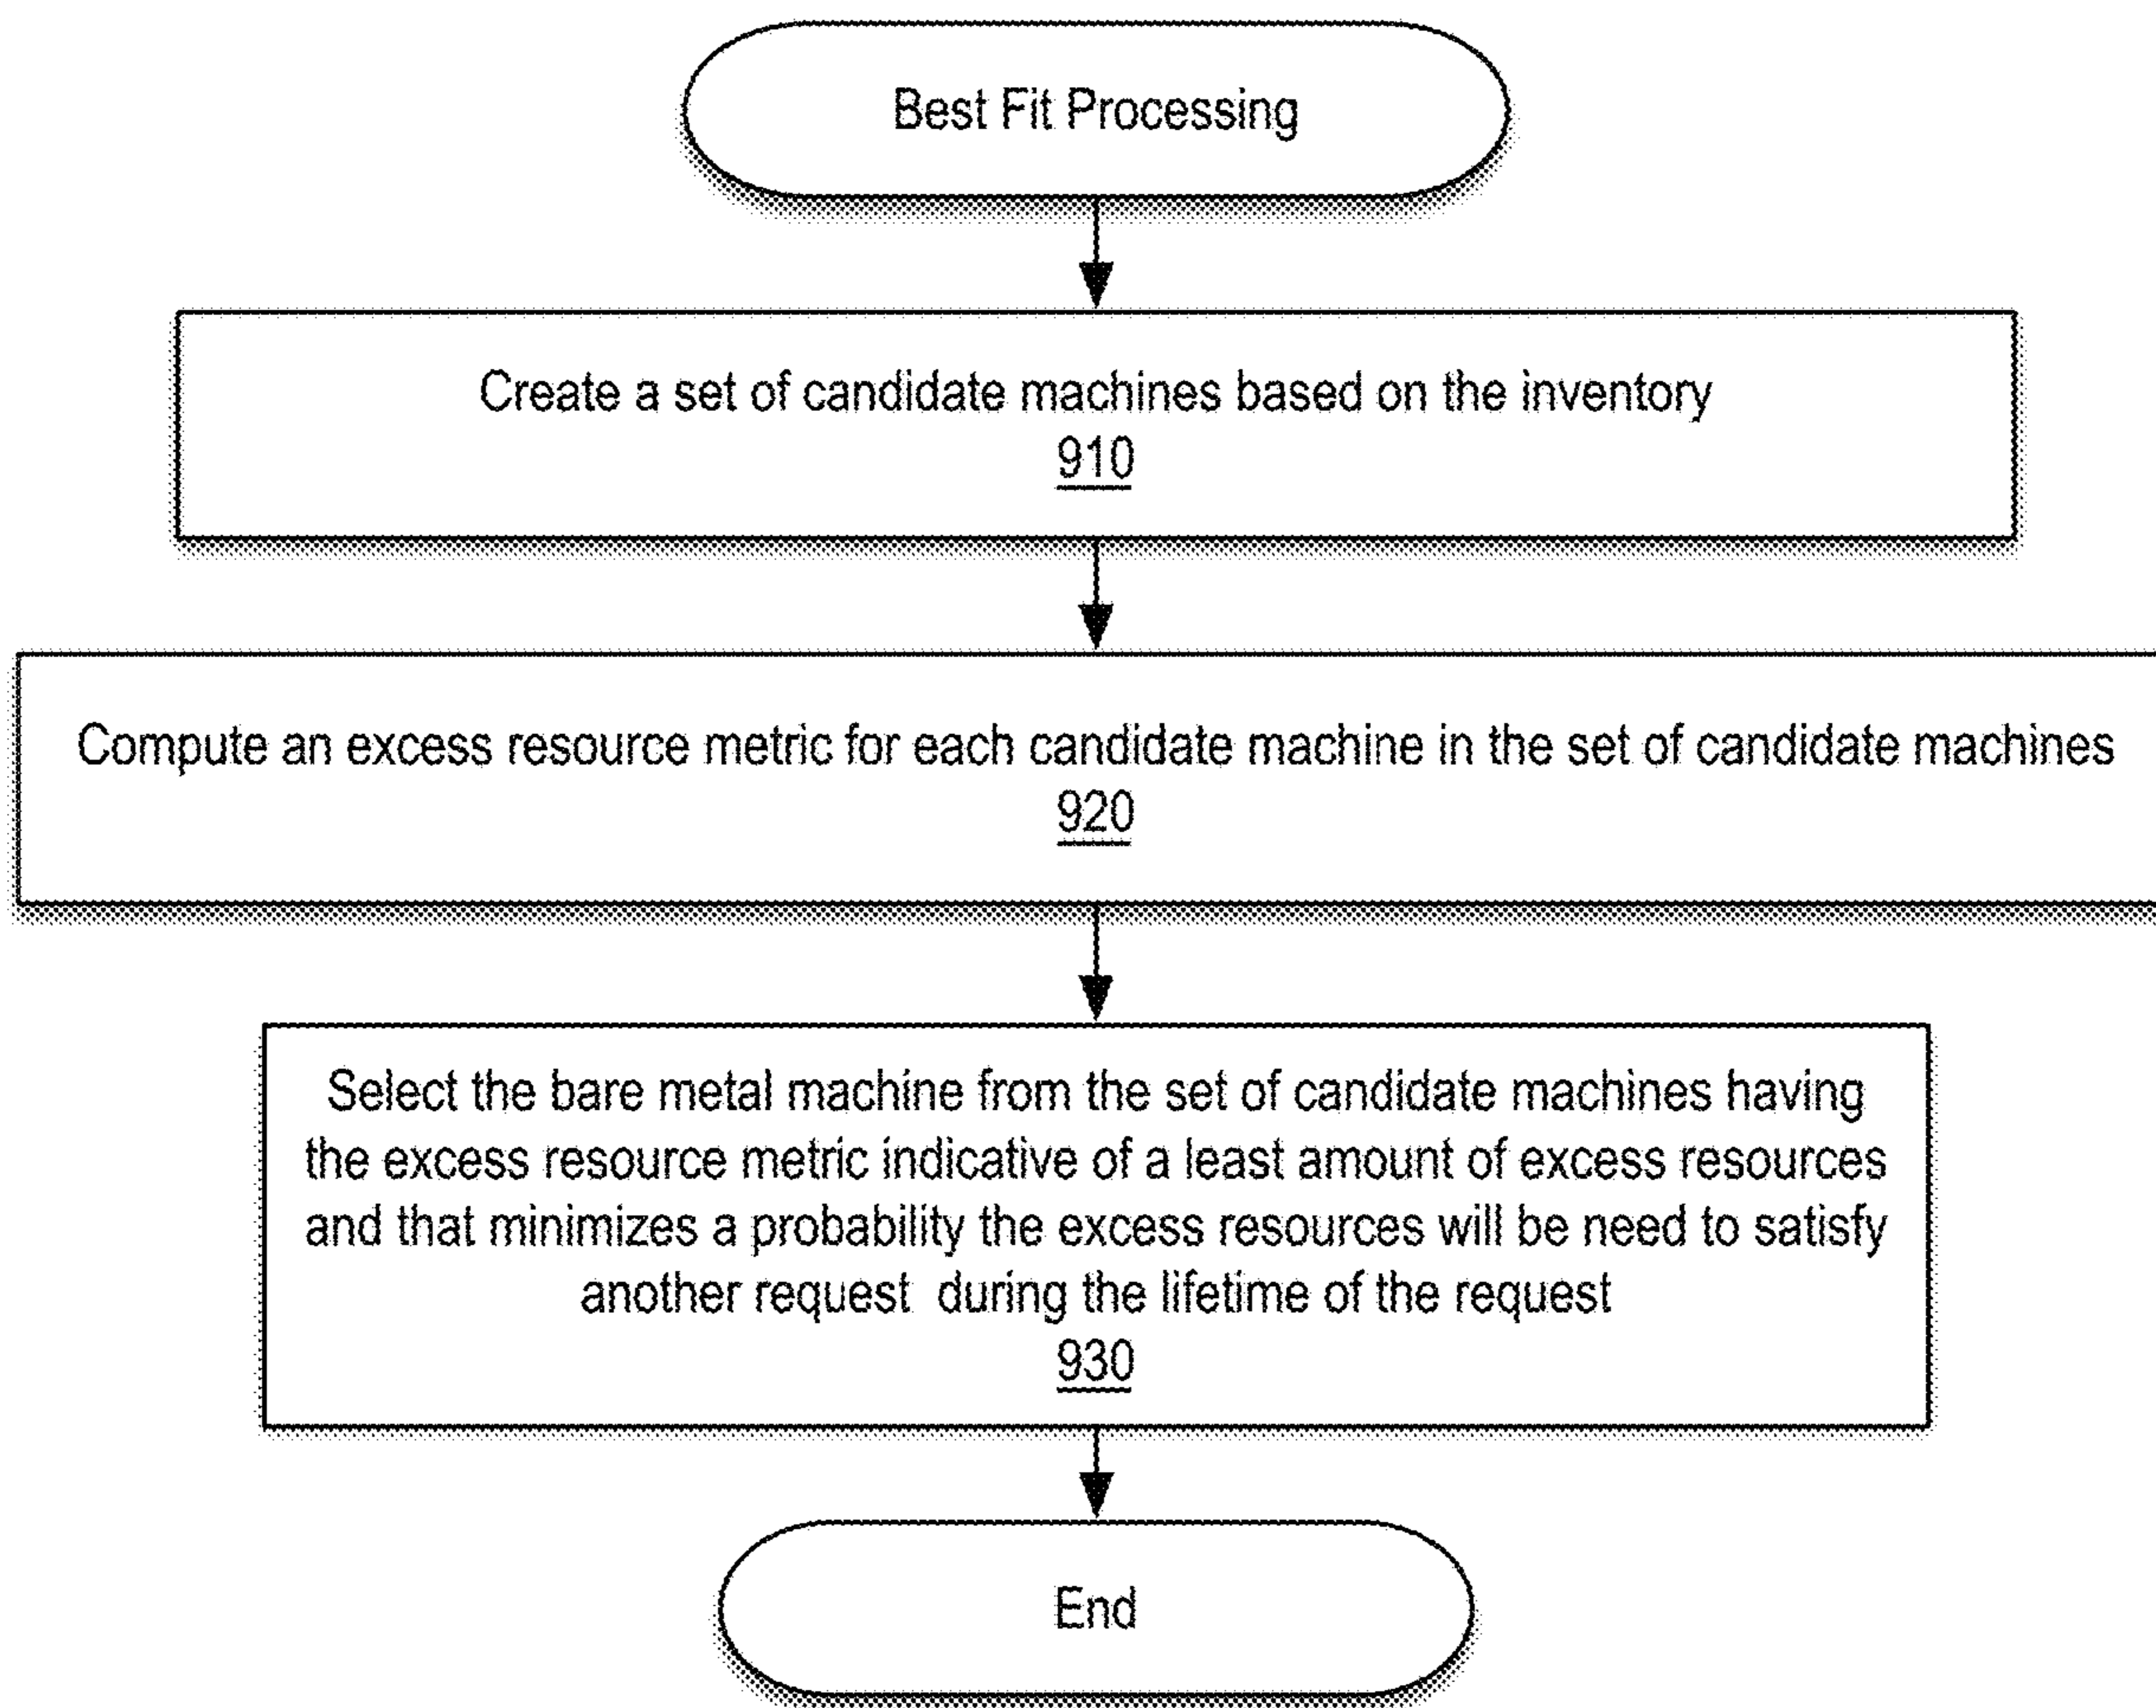 Best Fit Processing
Create a set of candidate machines based on the inventory
910
Compute an excess resource metric for each candidate machine in the set of candidate machines
920
Select the bare metal machine from the set of candidate machines having
the excess resource metric indicative of a least amount of excess resources
and that minimizes a probability the excess resources will be need to satisfy
another request during the lifetime of the request
930
End